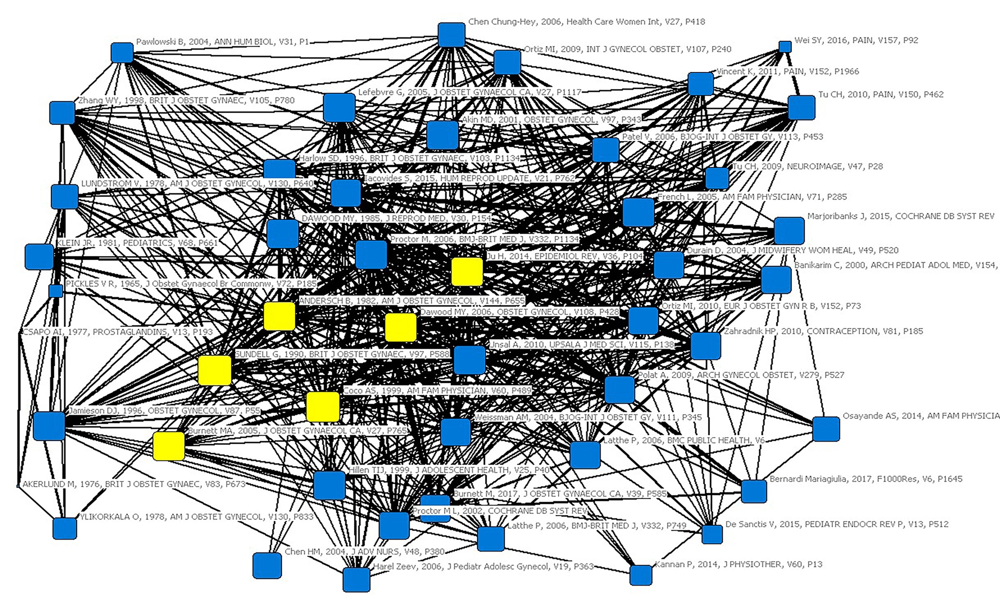 Chen Chung-Hey, 2006, Health Care Women Int, V27, P418
Pawlowski B, 2004, ANN HUM BIOL, V31, P1
Wei SY, 2016, PAIN, V157, P92
Ortiz MI, 2009, INT J GYNECOL OBSTET, V107, P240
Vincent K, 2011, PAIN, V152, P1966
Lefebvre G, 2005, J OBSTET GYNAECOL CA, V27, P1117
Tu CH, 2010, PAIN, V150, P462
Zhang WY, 1998, BRIT J OBSTET GYNAEC, V105, P780
Akin MD, 2001, OBSTET GYNECOL, V97, P343
Patel V, 2006, BJOG-INT J OBSTET GY, V113, P453
Harlow SD, 1996, BRIT J OBSTET GYNAEC, V103, P1134
Tu CH, 2009, NEUROIMAGE, V47, P28
Iacovides S, 2015, HUM REPROD UPDATE, V21, P762
LUNDSTROM V, 1978, AM J OBSTET GYNECOL, V130, P640
French L, 2005, AM FAM PHYSICIAN, V71, P285
DAWOOD MY, 1985, J REPROD MED, V30, P154
Marjoribanks J, 2015, COCHRANE DB SYST REV
Proctor M, 2006, BMJ-BRIT MED J, V332, P1134
KLEIN JR, 1981, PEDIATRICS, V68, P661
Durain D, 2004, J MIDWIFERY WOM HEAL, V49, P520
Ju H, 2014, EPIDEMIOL REV, V36, P104
Banikarim C, 2000, ARCH PEDIAT ADOL MED, V154,
PICKLES V R, 1965, J Obstet Gynaecol Br Commonw, V72, P185
ANDERSCH B, 1982, AM J OBSTET GYNECOL, V144, P655
Ortiz MI, 2010, EUR J OBSTET GYN R B, V152, P73
Dawood MY, 2006, OBSTET GYNECOL, V108, P428
CSAPO AI, 1977, PROSTAGLANDINS, V13, P193
Zahradnik HP, 2010, CONTRACEPTION, V81, P185
Unsal A, 2010, UPSALA J MED SCI, V115, P138
SUNDELL G, 1990, BRIT J OBSTET GYNAEC, V97, P588
Polat A, 2009, ARCH GYNECOL OBSTET, V279, P527
Coco AS, 1999, AM FAM PHYSICIAN, V60, P489
Jamieson DJ, 1996, OBSTET GYNECOL, V87, P55
Weissman AM, 2004, BJOG-INT J OBSTET GY, V111, P345
Osayande AS, 2014, AM FAM PHYSICIA
Burnett MA, 2005, J OBSTET GYNAECOL CA, V27, P765
Latthe P, 2006, BMC PUBLIC HEALTH, V6
Hillen TIJ, 1999, J ADOLESCENT HEALTH, V25, P40
Bernardi Mariagiulia, 2017, F1000Res, V6, P1645
AKERLUND M, 1976, BRIT J OBSTET GYNAEC, V83, P673
Burnett M, 2017, J OBSTET GYNAECOL CA, V39, P585
Proctor M L, 2002, COCHRANE DB SYST REV
YLIKORKALA O, 1978, AM J OBSTET GYNECOL, V130, P833
Latthe P, 2006, BMJ-BRIT MED J, V332, P749
De Sanctis V, 2015, PEDIATR ENDOCR REV P, V13, P512
Chen HM, 2004, J ADV NURS, V48, P380
Harel Zeev, 2006, J Pediatr Adolesc Gynecol, V19, P363
Kannan P, 2014, J PHYSIOTHER, V60, P13